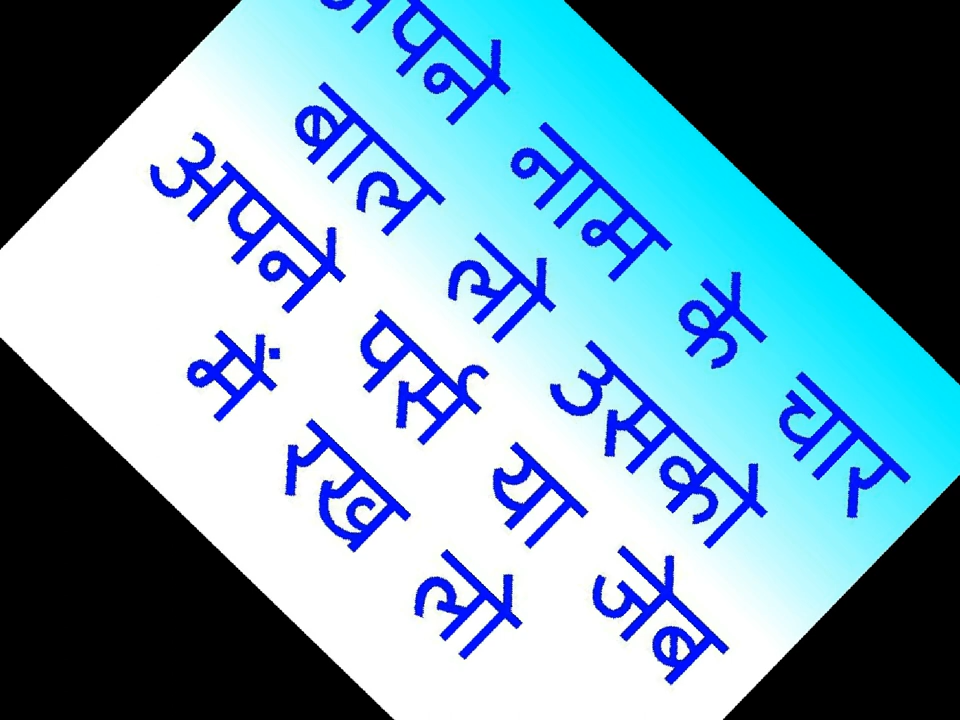 अपने नाम के चार
बाल लो उसको
अपने पर्स या जेब
में रख लो